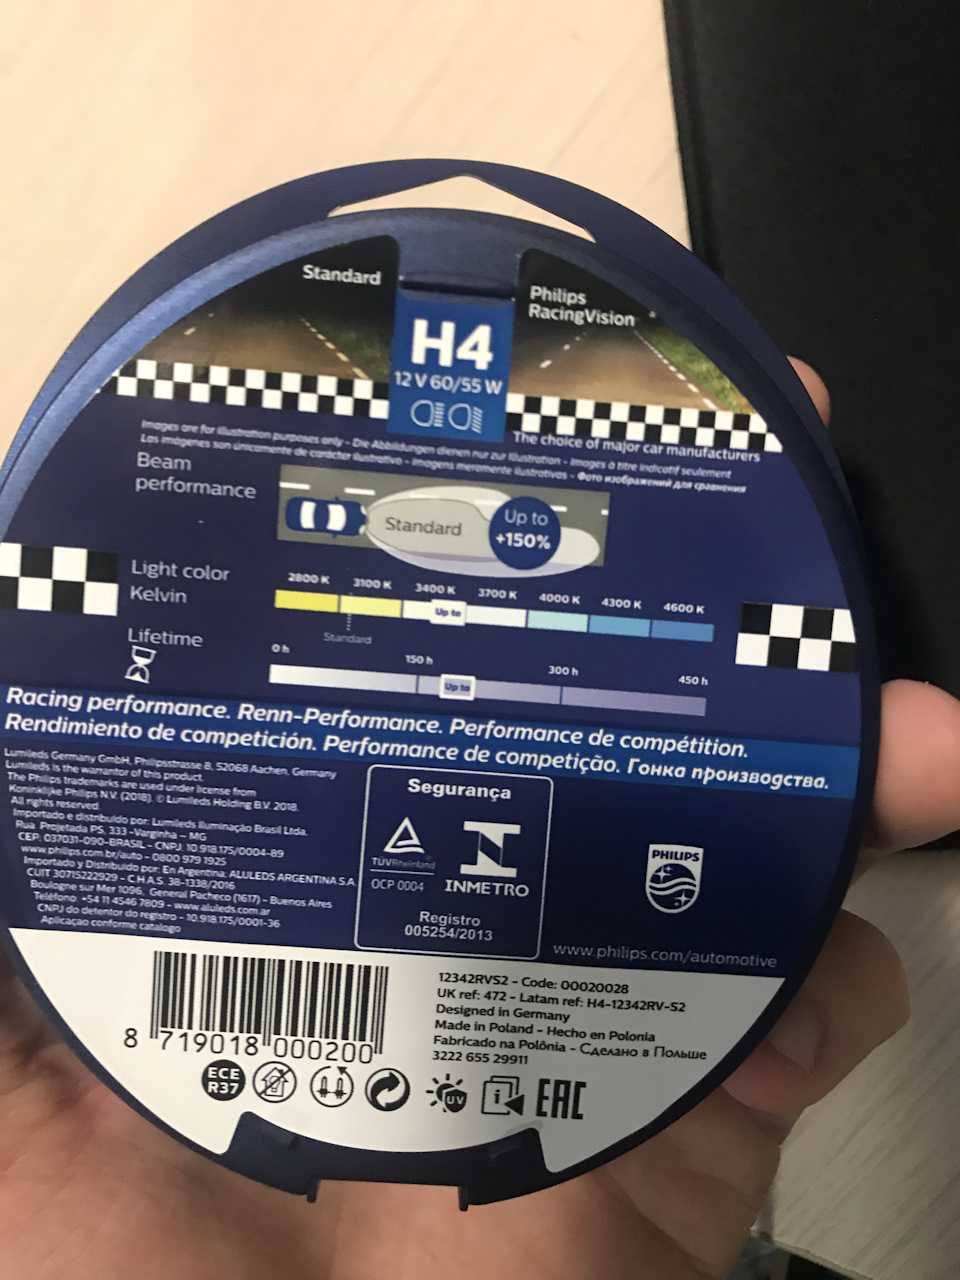 Standard
H4
12 V 60/55 W
Philips
RacingVision
The choice of major car manufacturers
Images are for illustration purposes only - Die Abbildungen dienen nur zur Illustration - Images à titre indicatif seulement
Las imágenes son únicamente de carácter ilustrativo - Imagens meramente ilustrativas - Фото изображений для сравнения
Beam
performance
Standard
Up to
+150%
Light color
Kelvin
2800 K 3100 K 3400 K 3700 K 4000 K 4300 K 4600 K
Up to
Standard
Lifetime
0 h 150 h 300 h 450 h
Up to
Racing performance. Renn-Performance. Performance de compétition.
Rendimiento de competición. Performance de competição. Гонка производства.
Lumileds Germany GmbH, Philipsstrasse 8, 52068 Aachen, Germany
Lumileds is the warrantor of this product.
The Philips trademarks are used under license from
Koninklijke Philips N.V. (2018). © Lumileds Holding B.V. 2018.
All rights reserved.
Importado e distribuído por: Lumileds Iluminação Brasil Ltda.
Rua. Projetada PS, 333 -Varginha – MG
CEP: 037031-090-BRASIL - CNPJ: 10.918.175/0004-89
www.philips.com.br/auto - 0800 979 1925
Importado y Distribuido por: En Argentina: ALULEDS ARGENTINA S.A.
CUIT 30715222929 - C.H.A.S. 38-1338/2016
Boulogne sur Mer 1096, General Pacheco (1617) - Buenos Aires
Teléfono: +54 11 4546 7809 - www.aluleds.com.ar
CNPJ do detentor do registro - 10.918.175/0001-36
Aplicaçao conforme catalogo
Segurança
TÜVRheinland
OCP 0004
INMETRO
Registro
005254/2013
PHILIPS
www.philips.com/automotive
8 719018 000200
12342RVS2 - Code: 00020028
UK ref: 472 - Latam ref: H4-12342RV-S2
Designed in Germany
Made in Poland - Hecho en Polonia
Fabricado na Polônia - Сделано в Польше
3222 655 29911
ECE
R37
UV
i
EAC